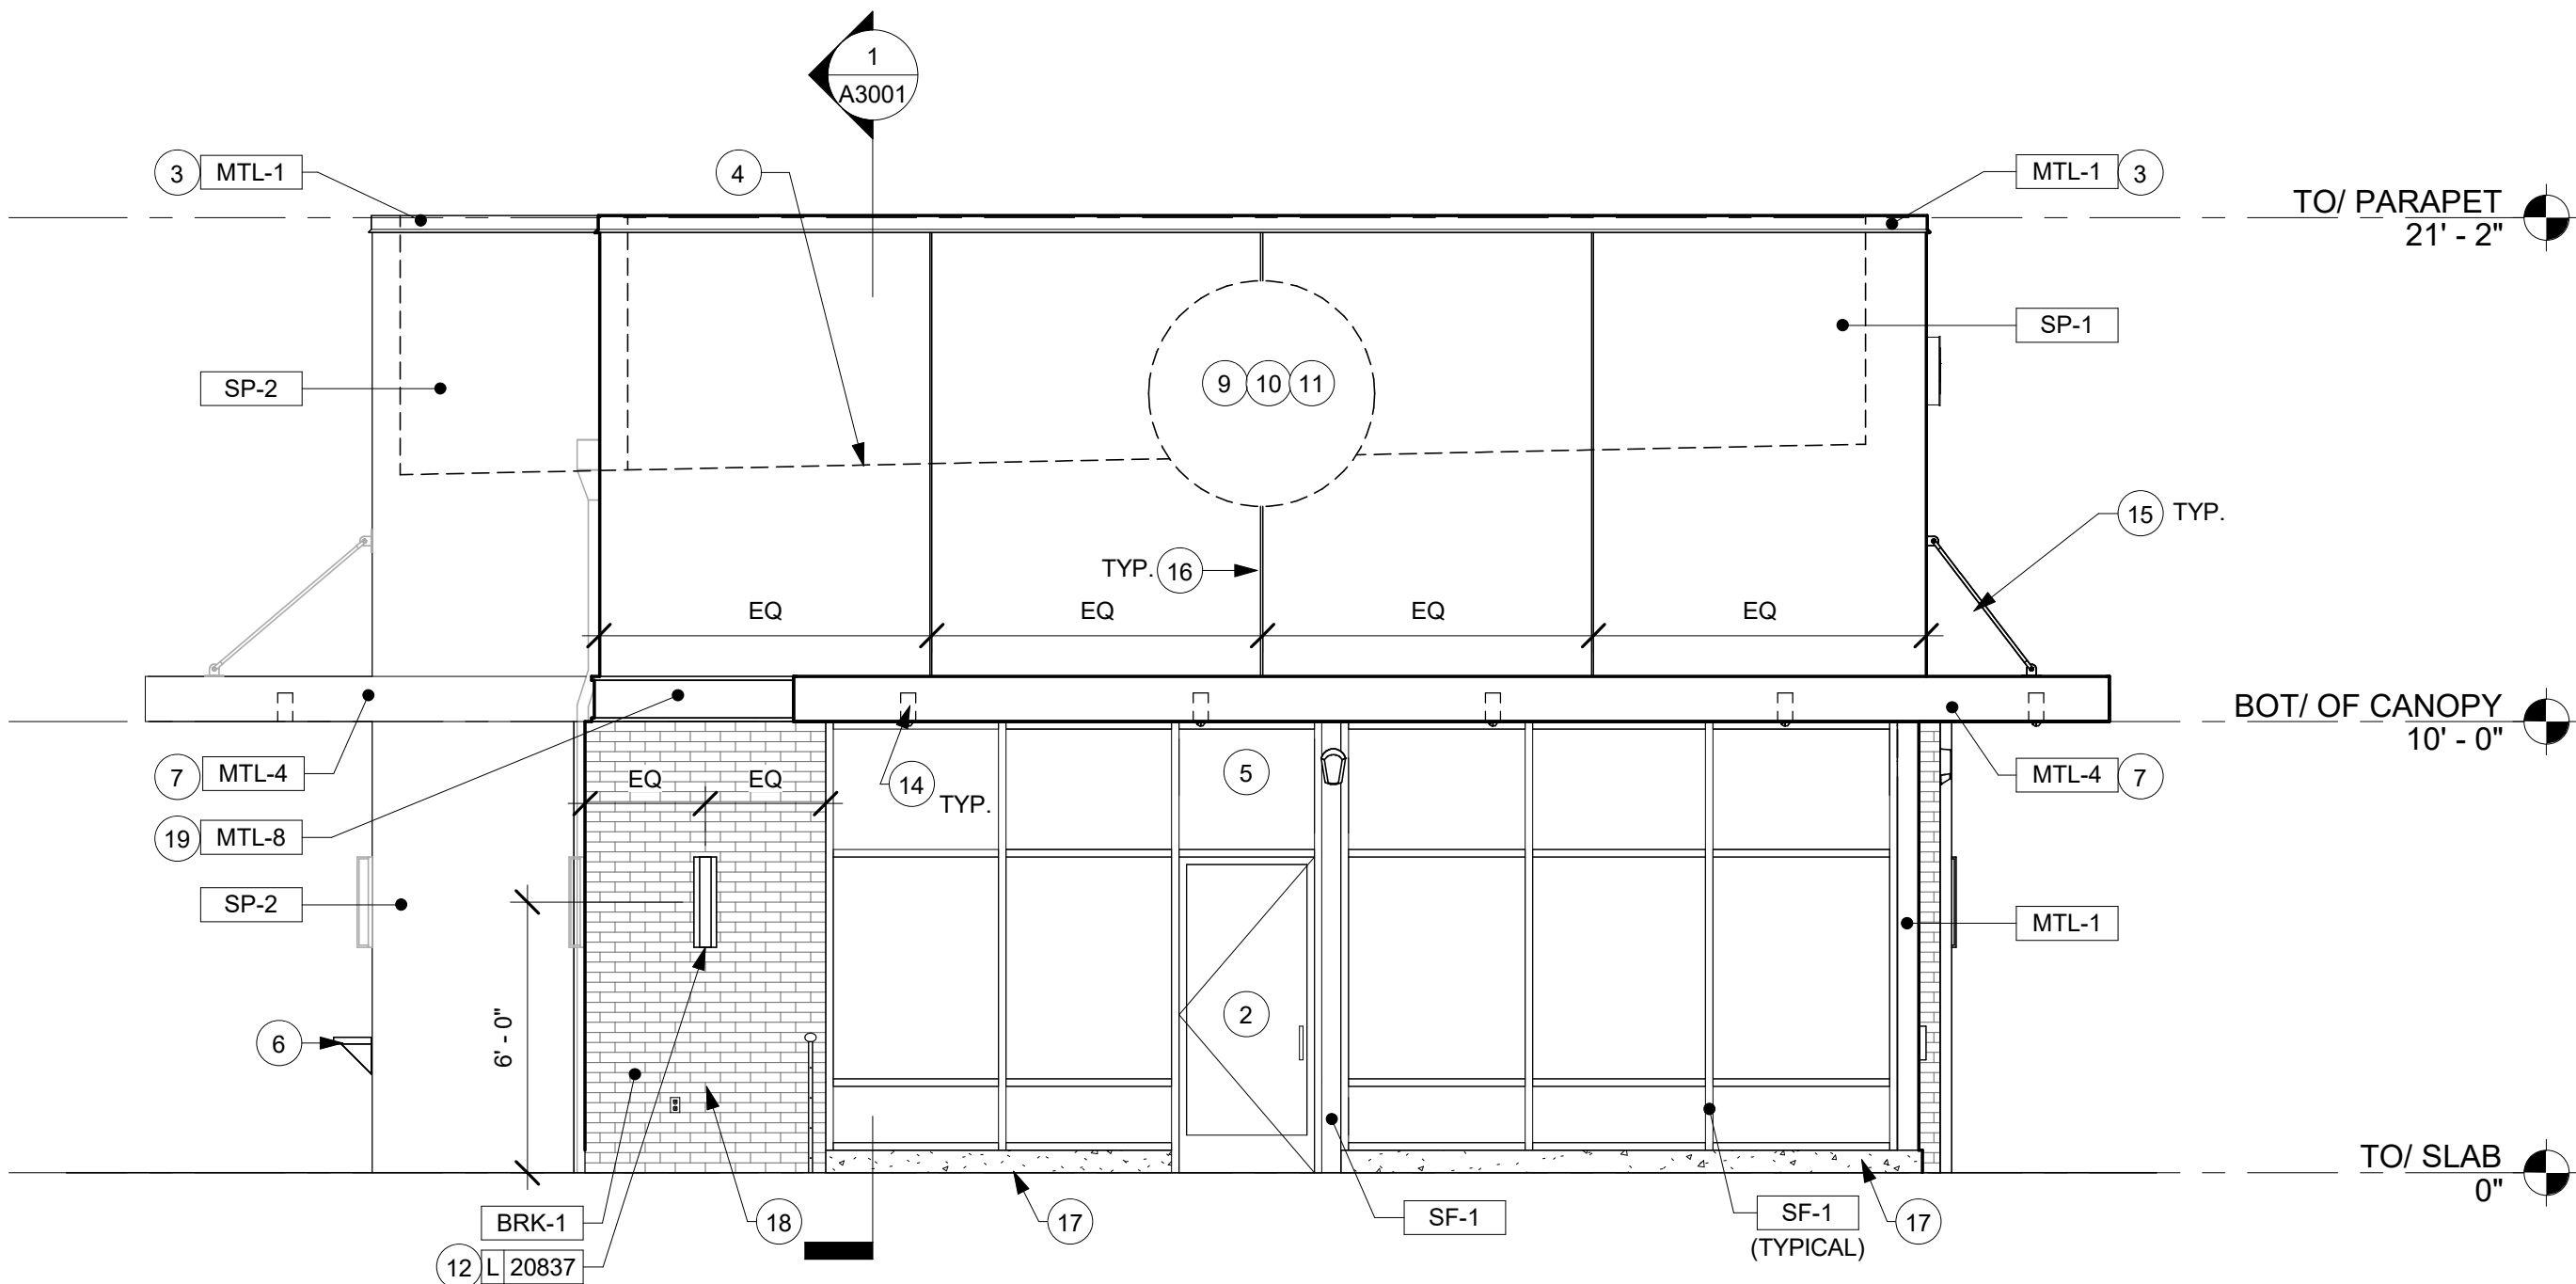 1
A3001
3 MTL-1
4
MTL-1 3
TO/ PARAPET
21' - 2"
SP-1
SP-2
9 10 11
15 TYP.
TYP. 16
EQ EQ EQ EQ
BOT/ OF CANOPY
10' - 0"
7 MTL-4
EQ EQ
14 TYP.
5
MTL-4 7
19 MTL-8
SP-2
MTL-1
2
6
6' - 0"
TO/ SLAB
0"
BRK-1
18
17
SF-1
SF-1
(TYPICAL)
17
12 L 20837